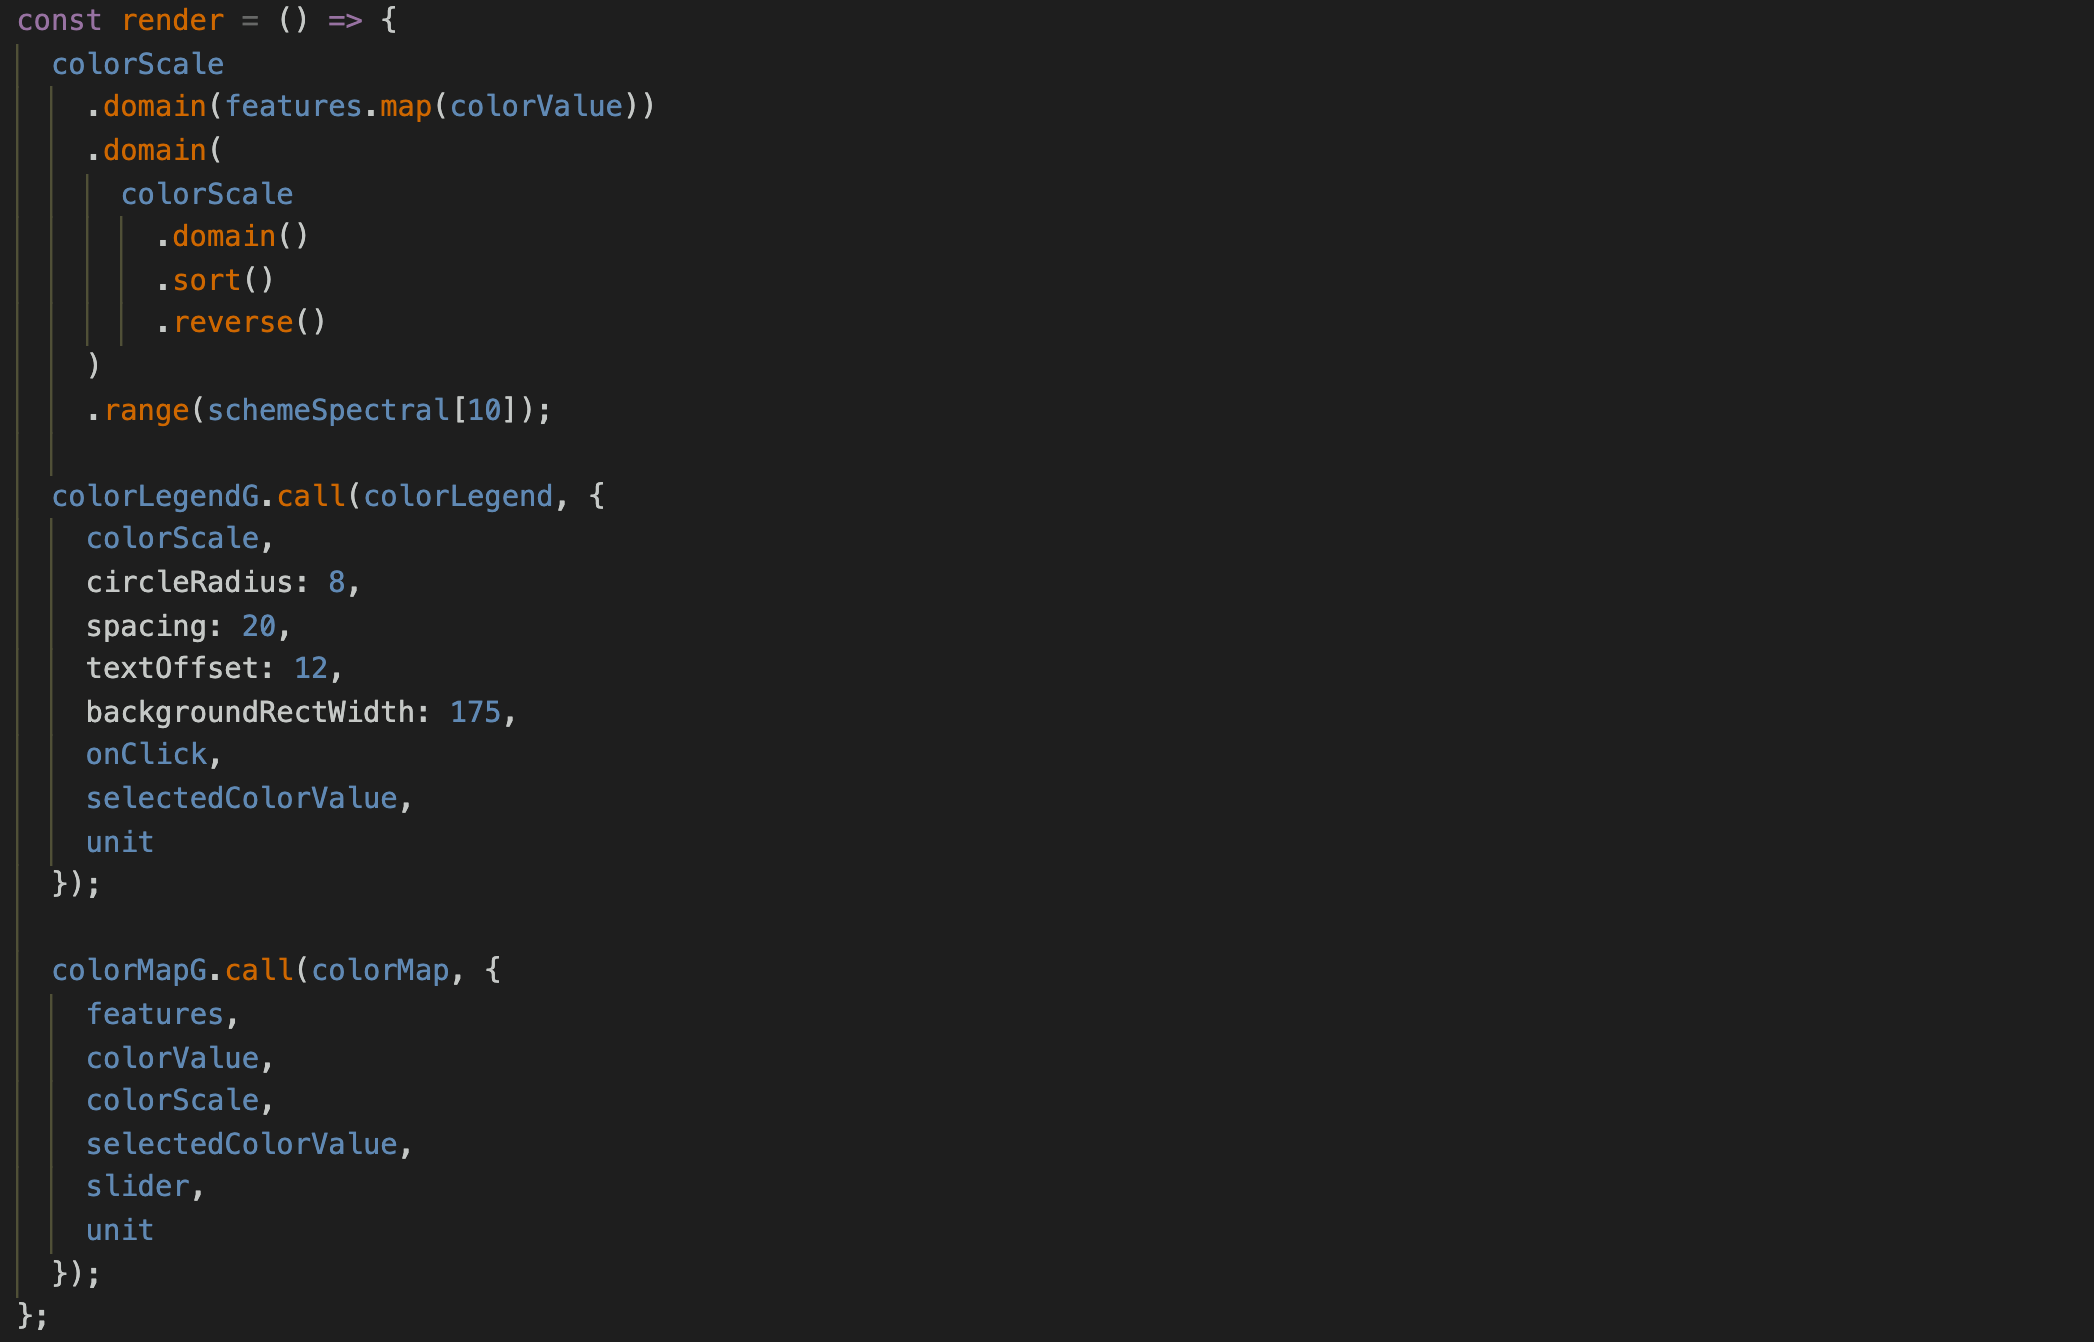 const render = () => {
  colorScale
    .domain(features.map(colorValue))
    .domain(
      colorScale
        .domain()
        .sort()
        .reverse()
    )
    .range(schemeSpectral[10]);

  colorLegendG.call(colorLegend, {
    colorScale,
    circleRadius: 8,
    spacing: 20,
    textOffset: 12,
    backgroundRectWidth: 175,
    onClick,
    selectedColorValue,
    unit
  });

  colorMapG.call(colorMap, {
    features,
    colorValue,
    colorScale,
    selectedColorValue,
    slider,
    unit
  });
};